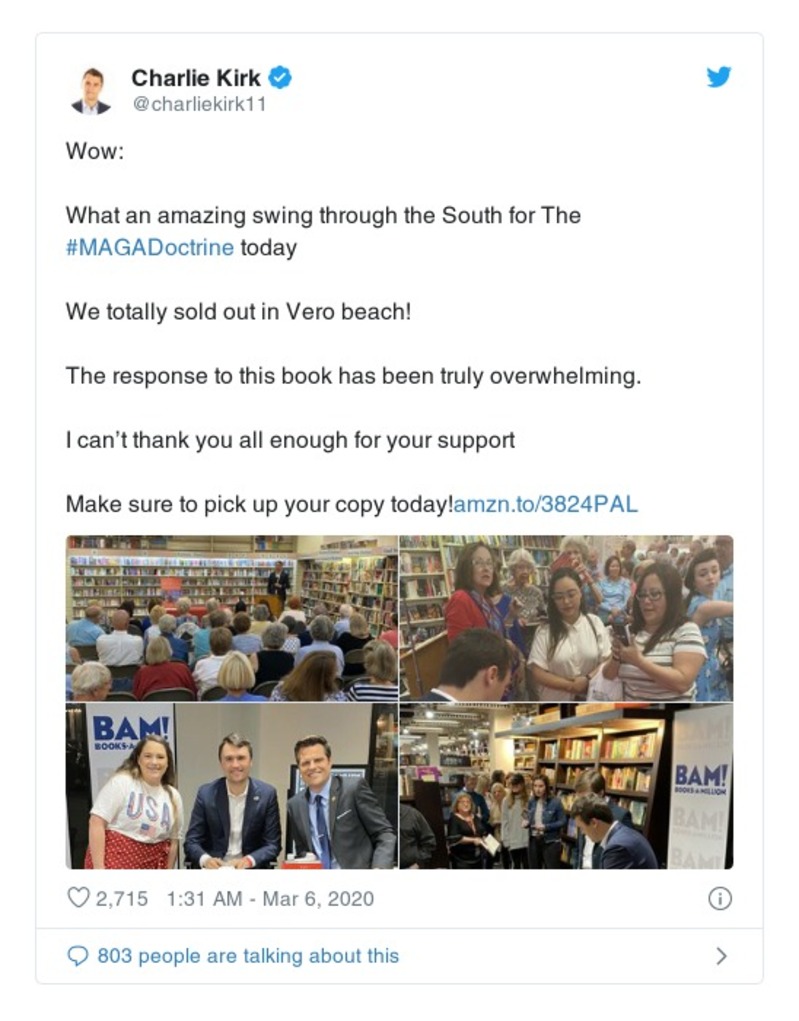 Charlie Kirk
@charliekirk11
Wow:
What an amazing swing through the South for The
#MAGADoctrine today
We totally sold out in Vero beach!
The response to this book has been truly overwhelming.
I can’t thank you all enough for your support
Make sure to pick up your copy today!amzn.to/3824PAL
BAM!
USA
BAM!
BOOKS-A-MILLION
BAM!
BAM!
2,715 1:31 AM - Mar 6, 2020
803 people are talking about this